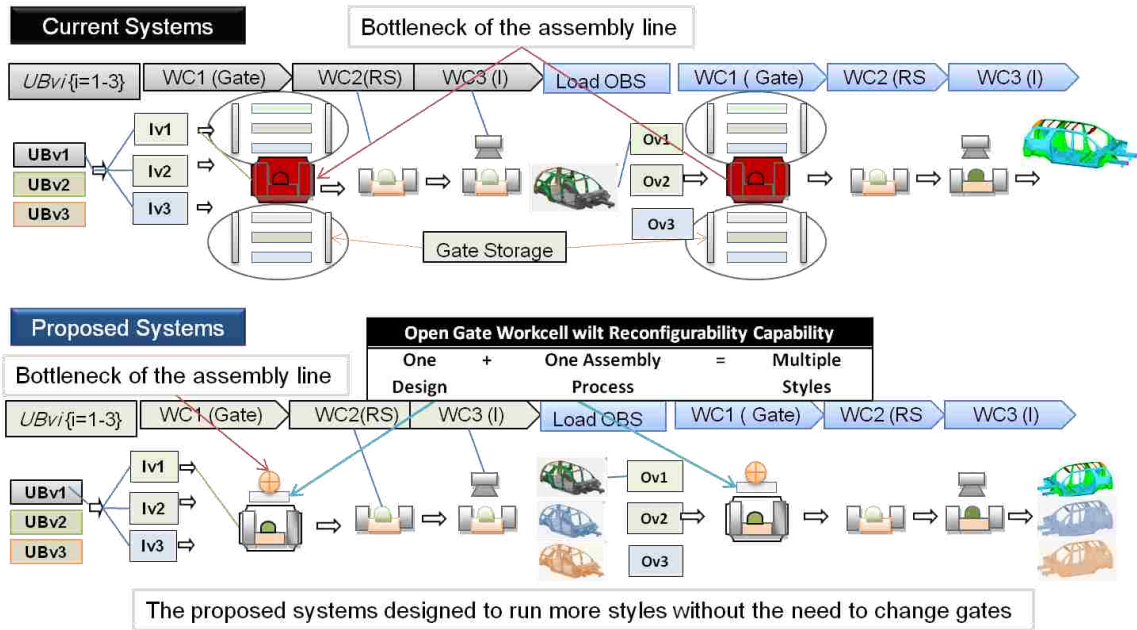 Current Systems
Bottleneck of the assembly line
UBvi{i=1-3}
WC1 (Gate)
WC2(RS)
WC3 (I)
Load OBS
WC1 ( Gate)
WC2 (RS
WC3 (I)
Iv1
Iv2
Iv3
UBv1
UBv2
UBv3
Ov1
Ov2
Ov3
Gate Storage
Proposed Systems
Open Gate Workcell wilt Reconfigurability Capability
One + One Assembly = Multiple
Design Process Styles
Bottleneck of the assembly line
UBvi{i=1-3}
WC1 (Gate)
WC2(RS)
WC3 (I)
Load OBS
WC1 ( Gate)
WC2 (RS
WC3 (I)
Iv1
Iv2
Iv3
UBv1
UBv2
UBv3
Ov1
Ov2
Ov3
The proposed systems designed to run more styles without the need to change gates